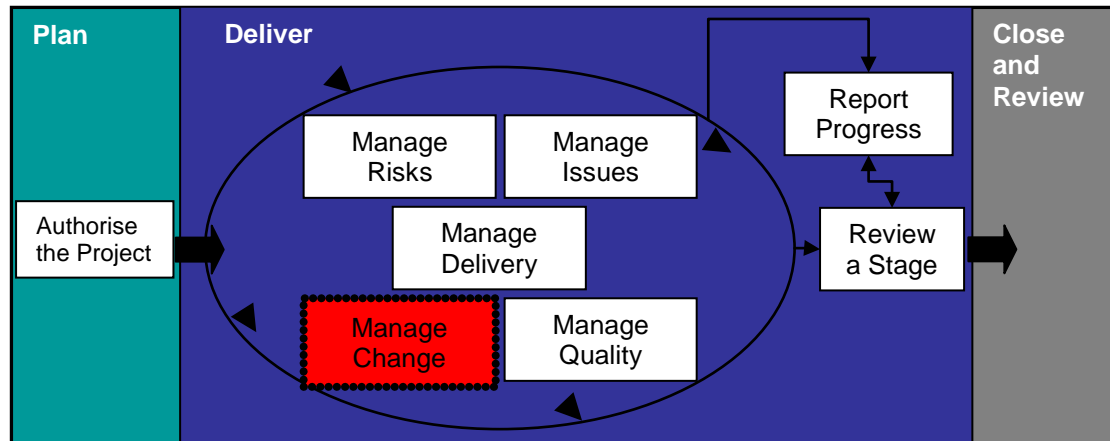 Plan
Deliver
Close
and
Review
Authorise
the Project
Manage
Risks
Manage
Issues
Manage
Delivery
Manage
Change
Manage
Quality
Report
Progress
Review
a Stage